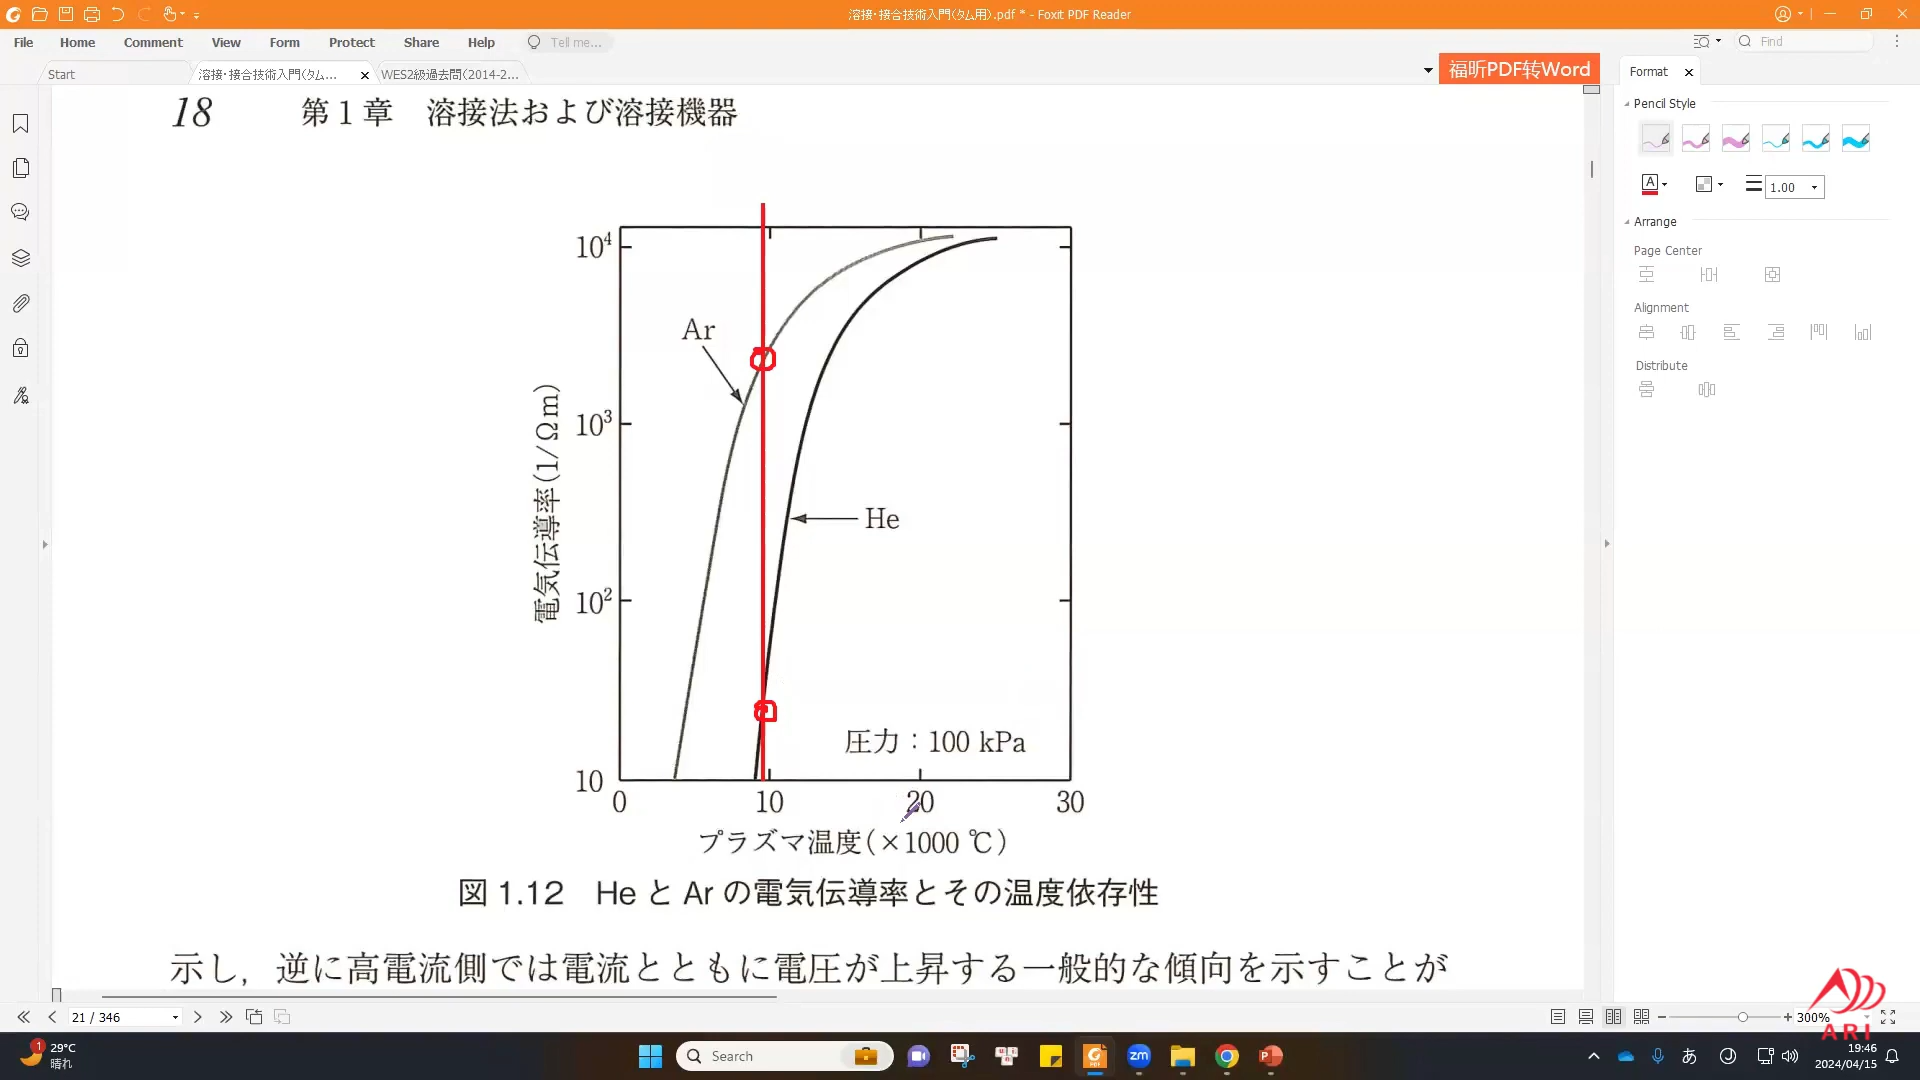 溶接・接合技術入門(タム用).pdf * - Foxit PDF Reader
File Home Comment View Form Protect Share Help Tell me... Find
Start 溶接・接合技術入門(タム... WES2級過去問(2014-2...
福昕PDF转Word
Format
Pencil Style
1.00
Arrange
Page Center
Alignment
Distribute
18 第1章 溶接法および溶接機器
10⁴
Ar
10³
電気伝導率(1/Ωm)
He
10²
圧力：100 kPa
10
0 10 20 30
プラズマ温度(×1000 ℃)
図 1.12 He と Ar の電気伝導率とその温度依存性
示し，逆に高電流側では電流とともに電圧が上昇する一般的な傾向を示すことが
21 / 346
300%
ARI
1
29°C
晴れ
Search
zm
あ
19:46
2024/04/15